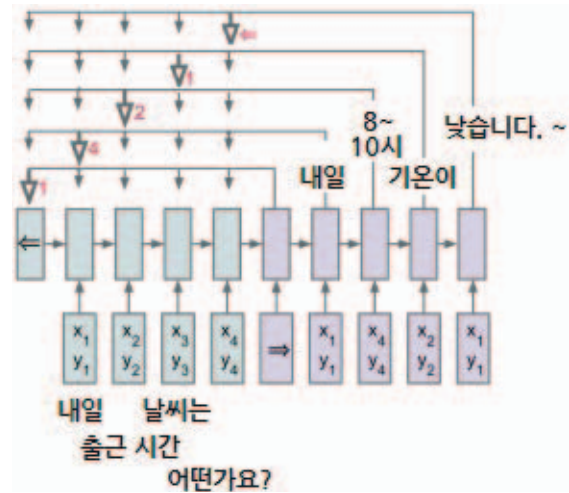 ⇐
1
2
8~
10시 낮습니다. ~
4
내일 기온이
1
⇐
x₁ x₂ x₃ x₄ ⇒ x₁ x₄ x₂ x₁
y₁ y₂ y₃ y₄ y₁ y₄ y₂ y₁
내일 날씨는
출근 시간
어떤가요?